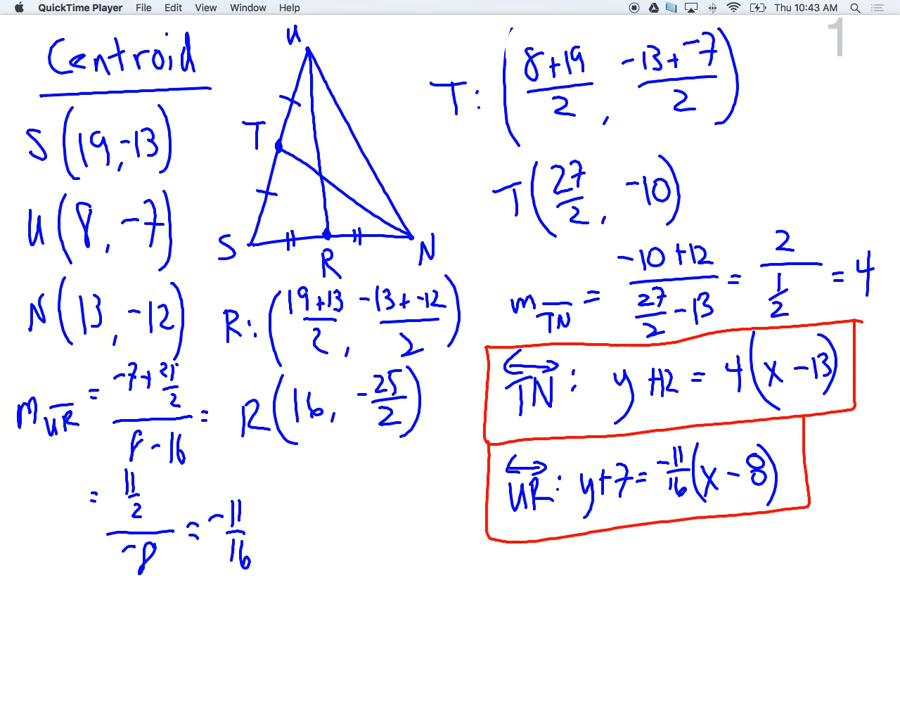 QuickTime Player File Edit View Window Help Thu 10:43 AM
1
Centroid
S(19,-13)
U(8,-7)
N(13,-12)
U
T
S
R
N
T: (8+19/2, -13+-7/2)
T(27/2, -10)
m_TN = -10+12/27/2-13 = 2/1/2 = 4
R: (19+13/2, -13+-12/2)
R(16, -25/2)
m_UR = -7+25/2/8-16 =
= 11/2/-8 = -11/16
TN: y+12 = 4(x-13)
UR: y+7 = -11/16(x-8)